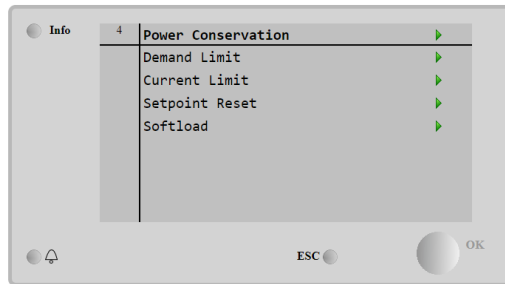 Info
4 Power Conservation
Demand Limit
Current Limit
Setpoint Reset
Softload
ESC
OK